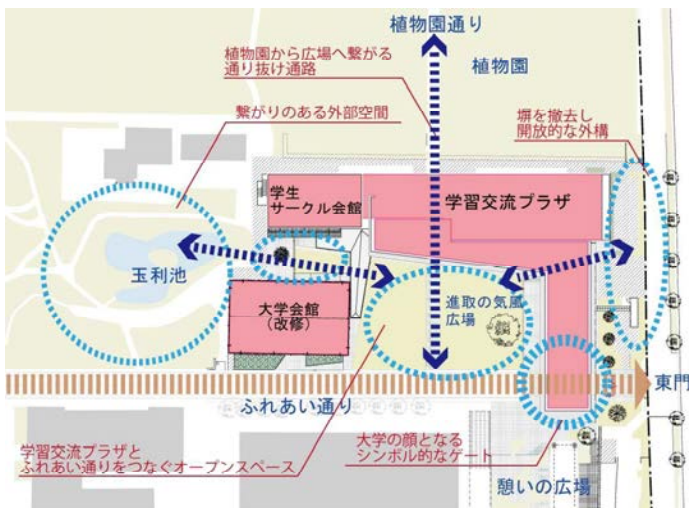 植物園通り
植物園から広場へ繋がる
通り抜け通路
植物園
繋がりのある外部空間
塀を撤去し
開放的な外構
学生
サークル会館
学習交流プラザ
玉利池
大学会館
(改修)
進取の気風
広場
東門
ふれあい通り
学習交流プラザと
ふれあい通りをつなぐオープンスペース
大学の顔となる
シンボル的なゲート
憩いの広場